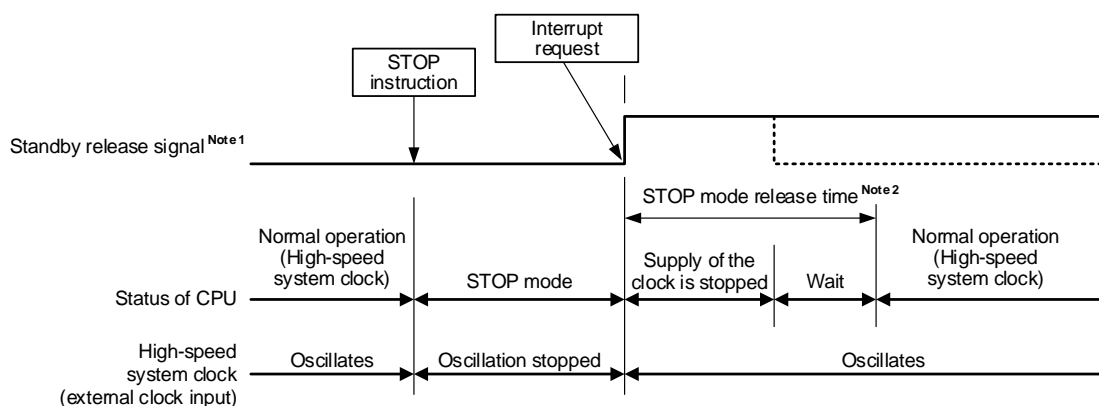 Interrupt
request
STOP
instruction
Standby release signal Note 1
STOP mode release time Note 2
Normal operation
(High-speed
system clock)
Supply of the
clock is stopped
Normal operation
(High-speed
system clock)
Status of CPU
STOP mode
Wait
High-speed
system clock
(external clock input)
Oscillates
Oscillation stopped
Oscillates